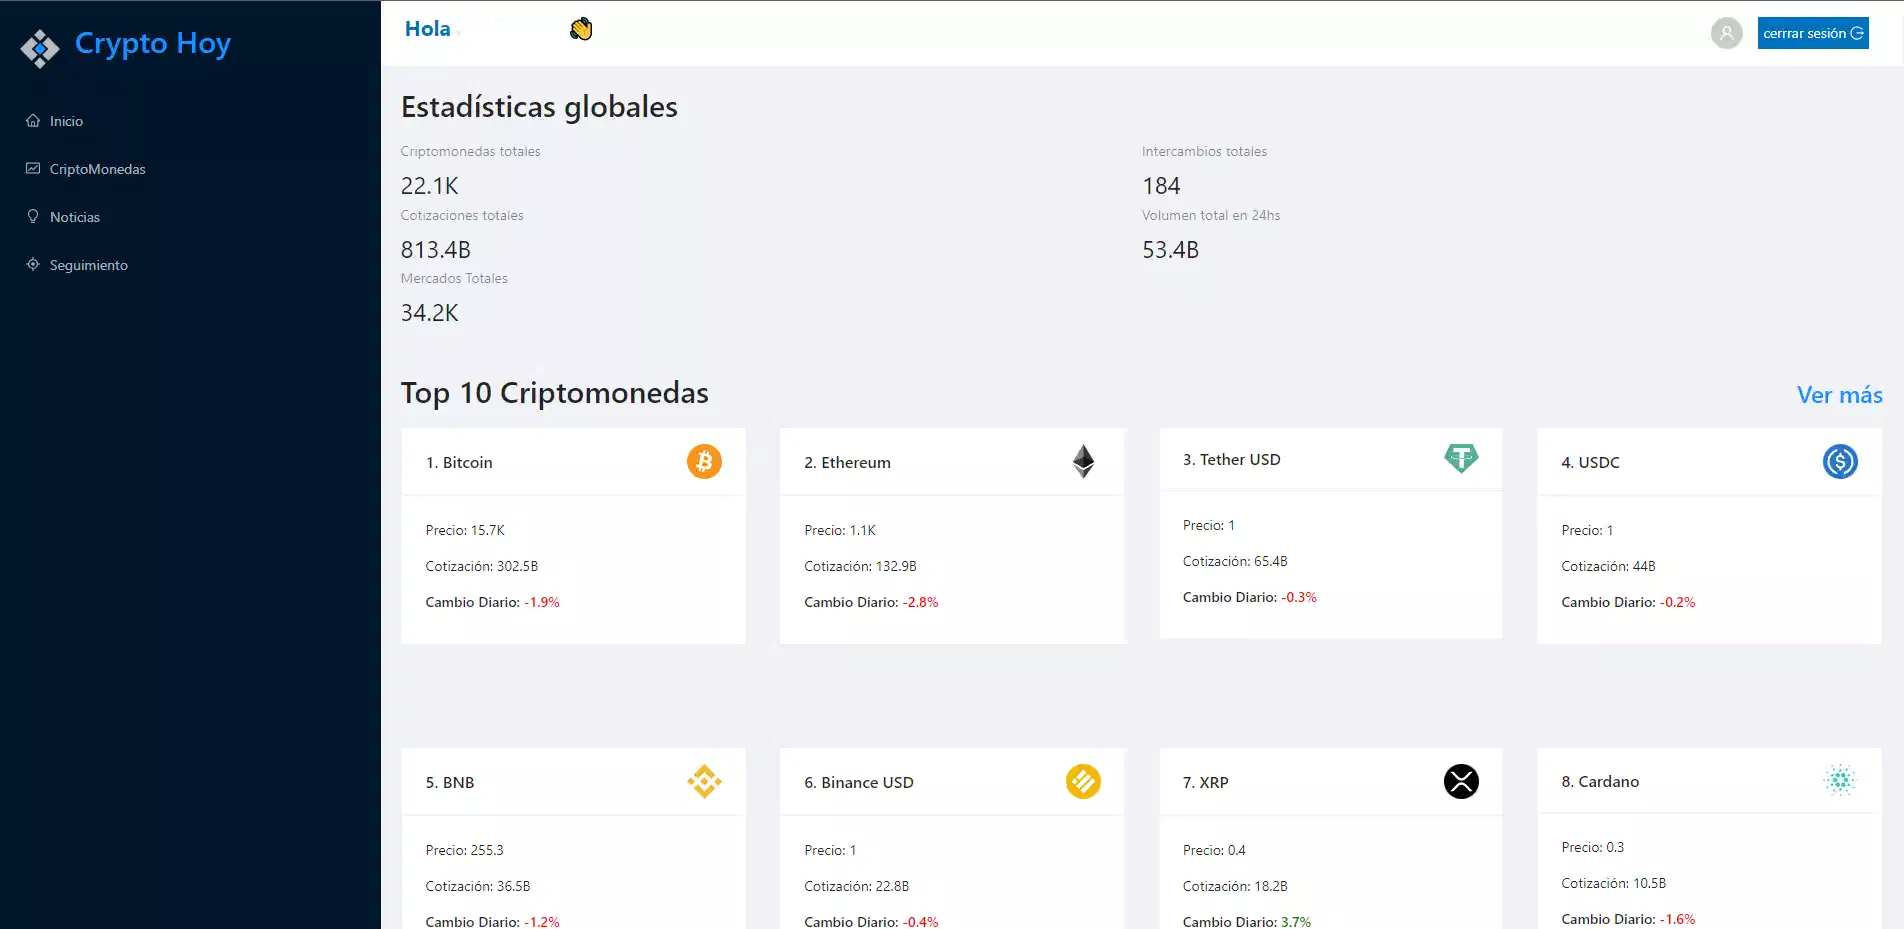 Crypto Hoy
Inicio
CriptoMonedas
Noticias
Seguimiento
Hola
cerrrar sesión
Estadísticas globales
Criptomonedas totales
22.1K
Intercambios totales
184
Cotizaciones totales
813.4B
Volumen total en 24hs
53.4B
Mercados Totales
34.2K
Top 10 Criptomonedas
Ver más
1. Bitcoin
Precio: 15.7K
Cotización: 302.5B
Cambio Diario: -1.9%
2. Ethereum
Precio: 1.1K
Cotización: 132.9B
Cambio Diario: -2.8%
3. Tether USD
Precio: 1
Cotización: 65.4B
Cambio Diario: -0.3%
4. USDC
Precio: 1
Cotización: 44B
Cambio Diario: -0.2%
5. BNB
Precio: 255.3
Cotización: 36.5B
Cambio Diario: -1.2%
6. Binance USD
Precio: 1
Cotización: 22.8B
Cambio Diario: -0.4%
7. XRP
Precio: 0.4
Cotización: 18.2B
Cambio Diario: 3.7%
8. Cardano
Precio: 0.3
Cotización: 10.5B
Cambio Diario: -1.6%